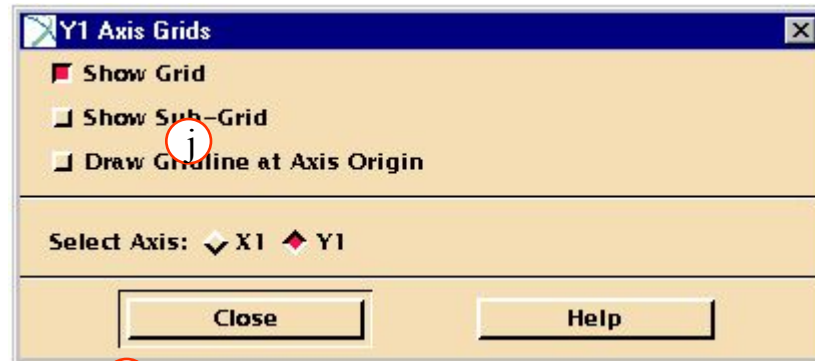 Y1 Axis Grids
Show Grid
Show Sub-Grid
j
Draw Gridline at Axis Origin
Select Axis: X1 Y1
Close Help